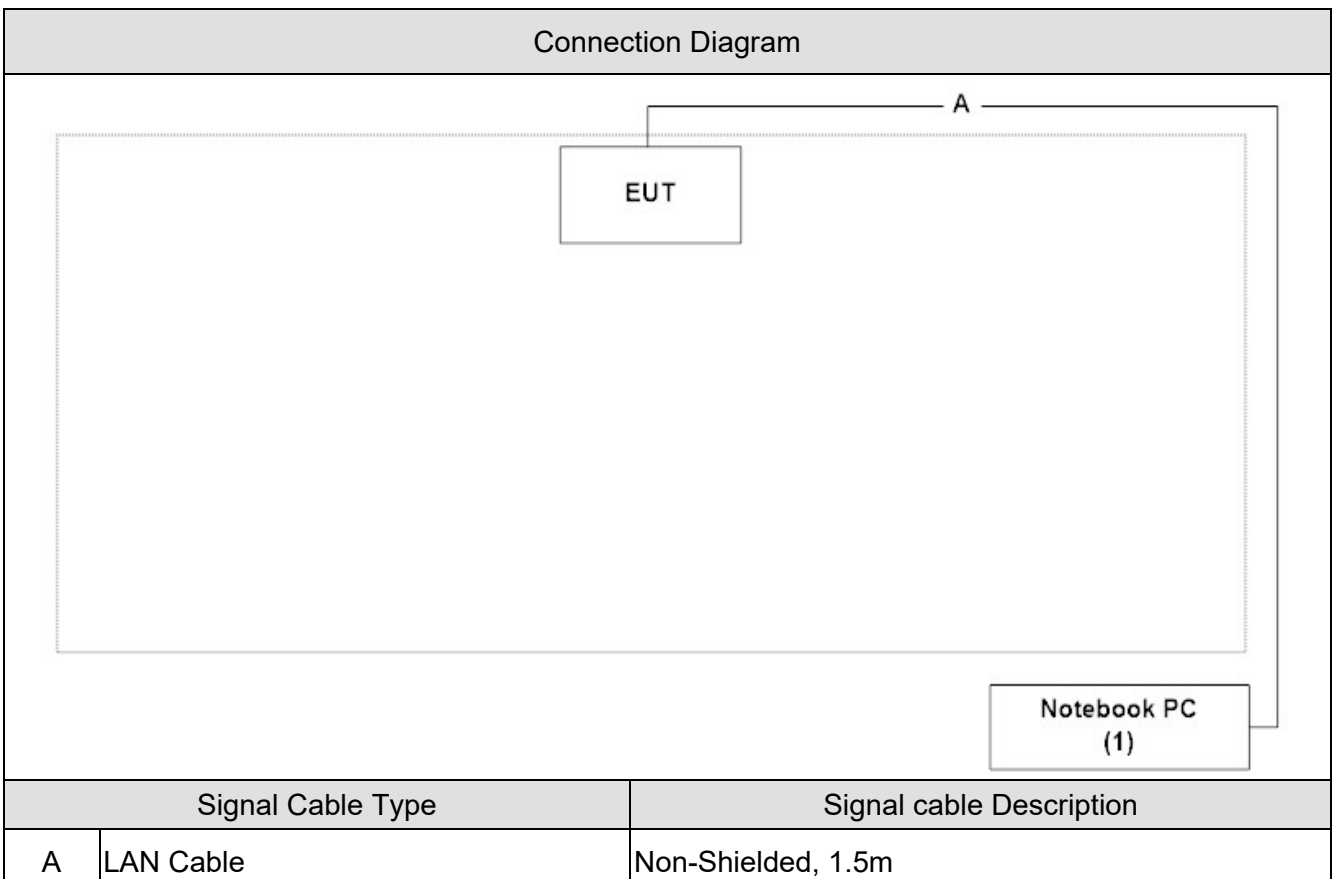 Connection Diagram
A
EUT
Notebook PC
(1)
Signal Cable Type Signal cable Description
A LAN Cable Non-Shielded, 1.5m